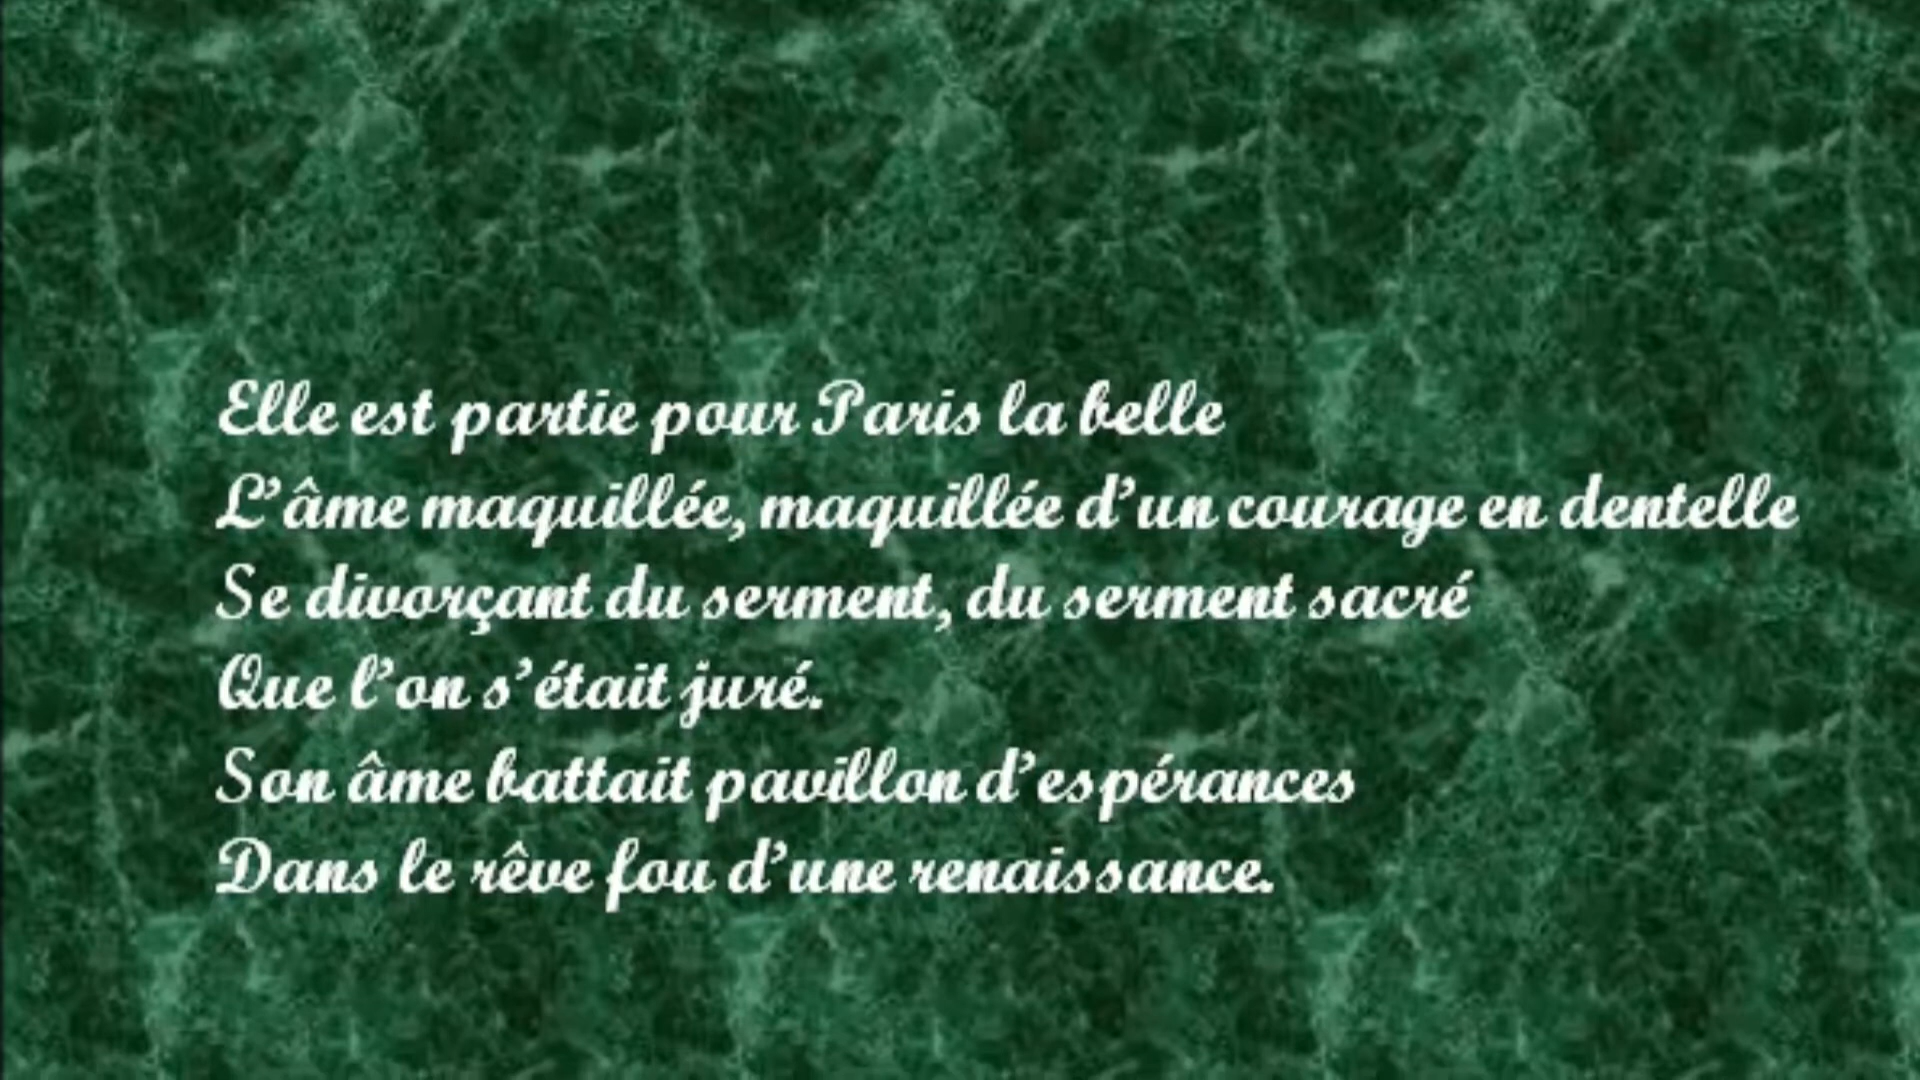 Elle est partie pour Paris la belle
L’âme maquillée, maquillée d’un courage en dentelle
Se divorçant du serment, du serment sacré
Que l’on s’était juré.
Son âme battait pavillon d’espérances
Dans le rêve fou d’une renaissance.